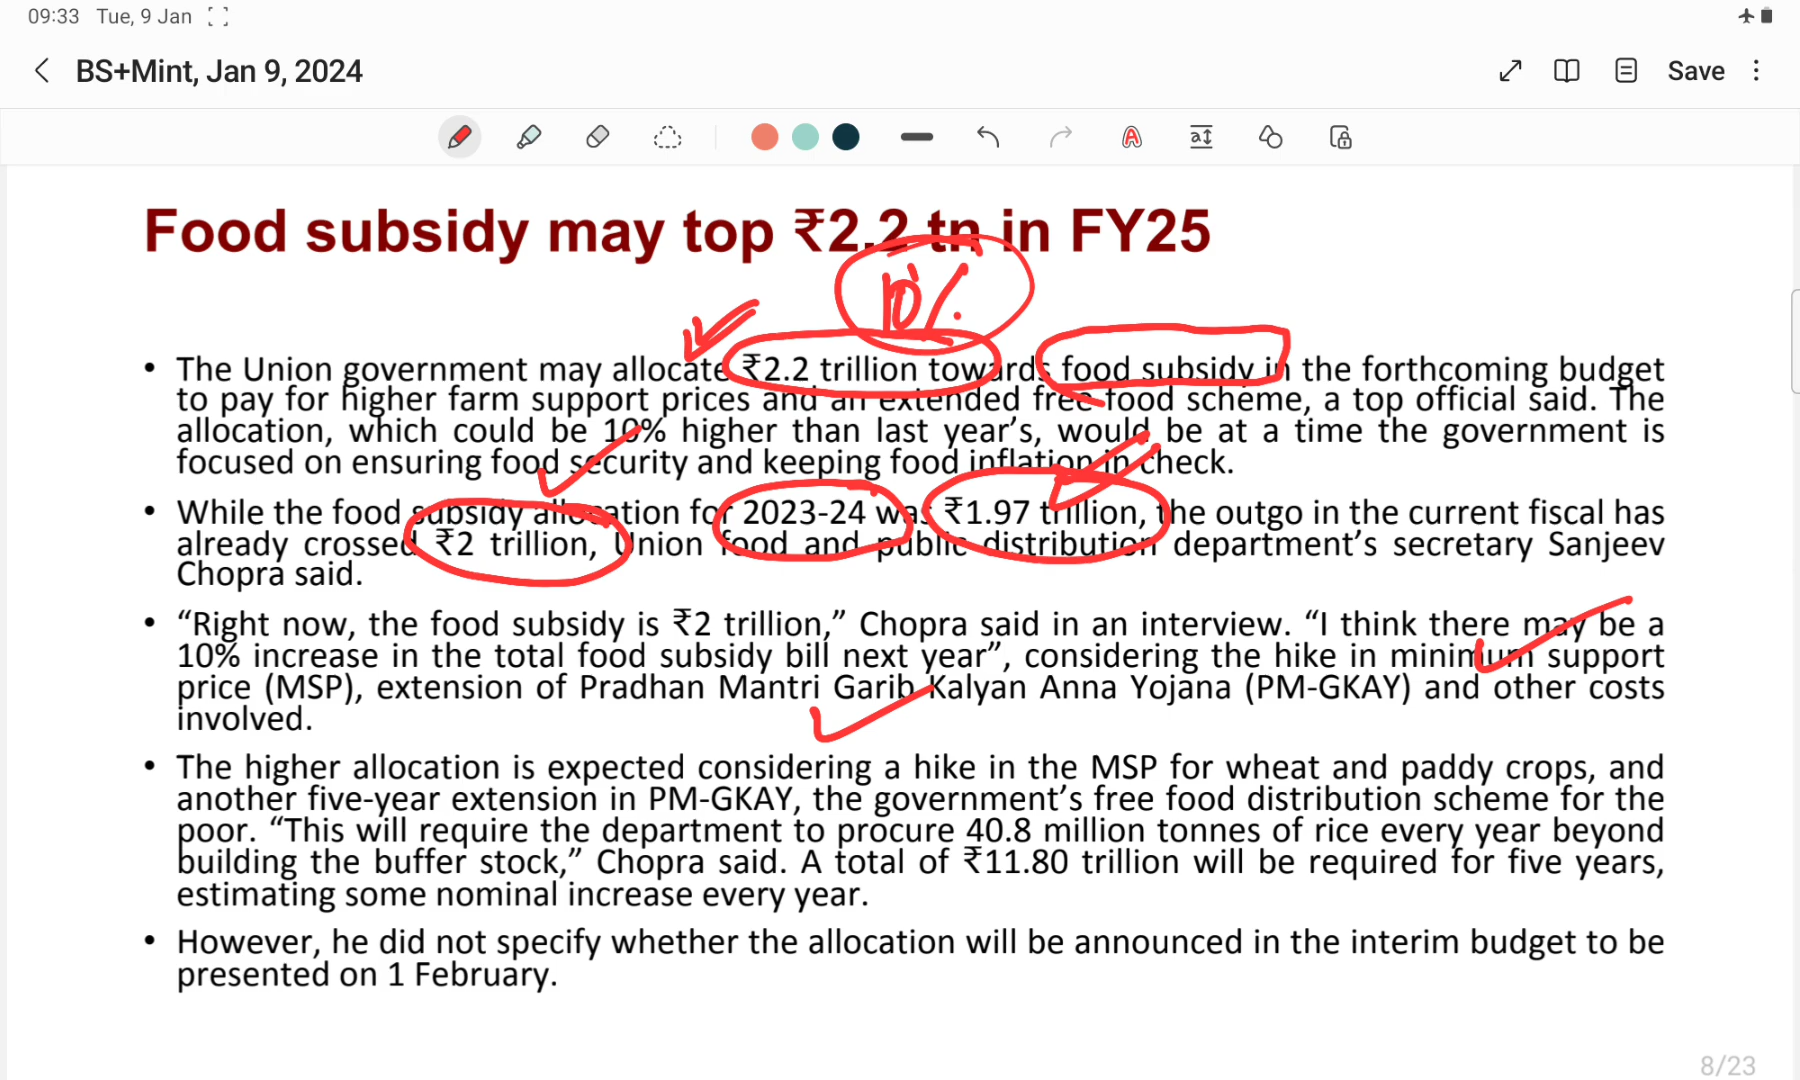 09:33 Tue, 9 Jan
BS+Mint, Jan 9, 2024
Save
A
a
Food subsidy may top ₹2.2 tn in FY25
10%
• The Union government may allocate ₹2.2 trillion towards food subsidy in the forthcoming budget
to pay for higher farm support prices and an extended free food scheme, a top official said. The
allocation, which could be 10% higher than last year’s, would be at a time the government is
focused on ensuring food security and keeping food inflation in check.
• While the food subsidy allocation for 2023-24 was ₹1.97 trillion, the outgo in the current fiscal has
already crossed ₹2 trillion, Union food and public distribution department’s secretary Sanjeev
Chopra said.
• “Right now, the food subsidy is ₹2 trillion,” Chopra said in an interview. “I think there may be a
10% increase in the total food subsidy bill next year”, considering the hike in minimum support
price (MSP), extension of Pradhan Mantri Garib Kalyan Anna Yojana (PM-GKAY) and other costs
involved.
• The higher allocation is expected considering a hike in the MSP for wheat and paddy crops, and
another five-year extension in PM-GKAY, the government’s free food distribution scheme for the
poor. “This will require the department to procure 40.8 million tonnes of rice every year beyond
building the buffer stock,” Chopra said. A total of ₹11.80 trillion will be required for five years,
estimating some nominal increase every year.
• However, he did not specify whether the allocation will be announced in the interim budget to be
presented on 1 February.
8/23